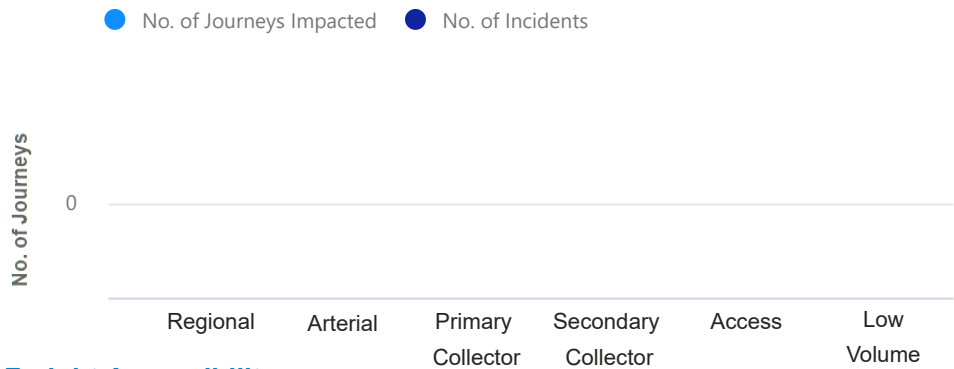 No. of Journeys Impacted No. of Incidents
No. of Journeys
0
Regional Arterial Primary Secondary Access Low
Collector Collector Volume